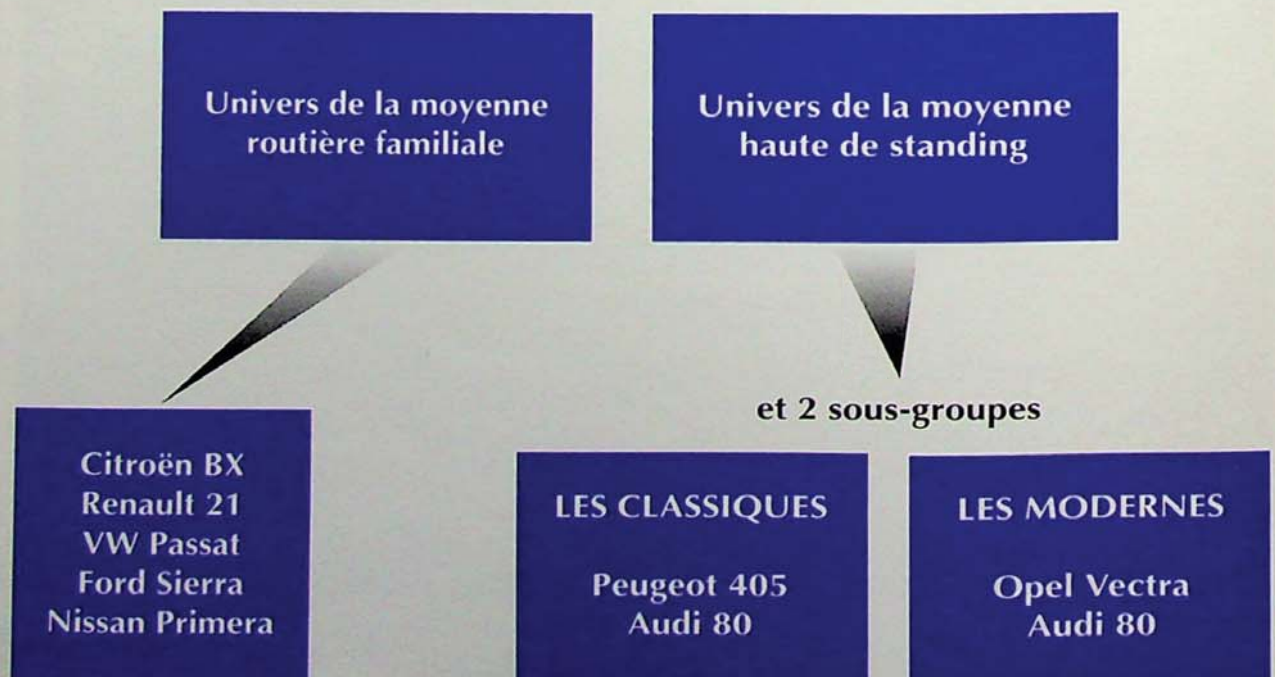 Univers de la moyenne
routière familiale
Univers de la moyenne
haute de standing
et 2 sous-groupes
Citroën BX
Renault 21
VW Passat
Ford Sierra
Nissan Primera
LES CLASSIQUES
Peugeot 405
Audi 80
LES MODERNES
Opel Vectra
Audi 80